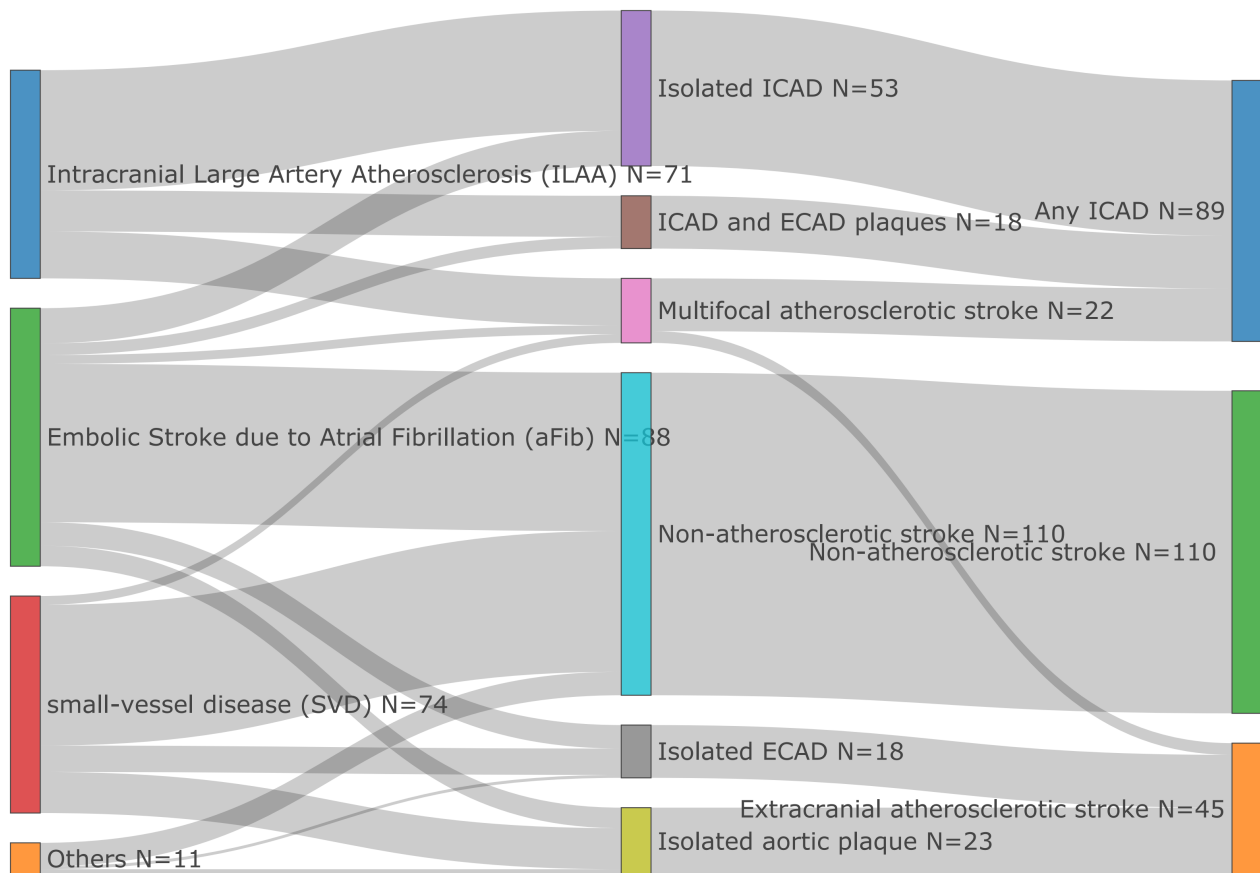 Intracranial Large Artery Atherosclerosis (ILAA) N=71
Embolic Stroke due to Atrial Fibrillation (aFib) N=88
small-vessel disease (SVD) N=74
Others N=11
Isolated ICAD N=53
ICAD and ECAD plaques N=18
Multifocal atherosclerotic stroke N=22
Non-atherosclerotic stroke N=110
Isolated ECAD N=18
Isolated aortic plaque N=23
Any ICAD N=89
Non-atherosclerotic stroke N=110
Extracranial atherosclerotic stroke N=45